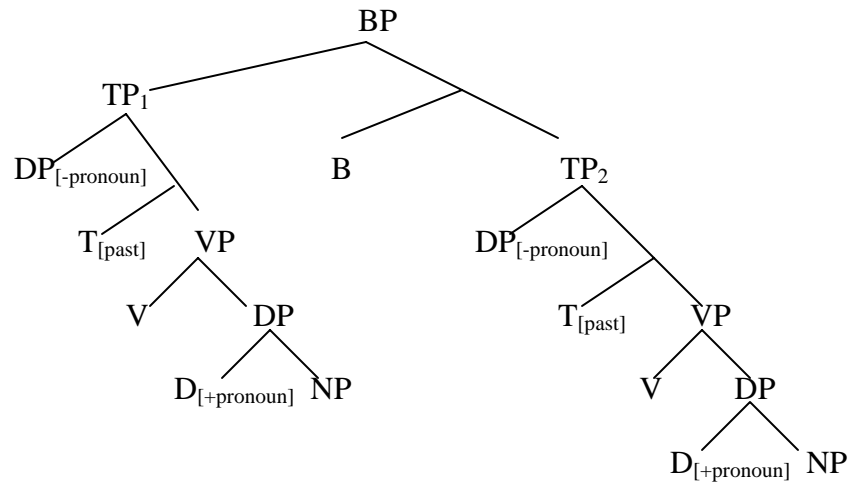 BP
TP1
DP[-pronoun] B TP2
T[past] VP DP[-pronoun]
V DP T[past] VP
D[+pronoun] NP V DP
D[+pronoun] NP